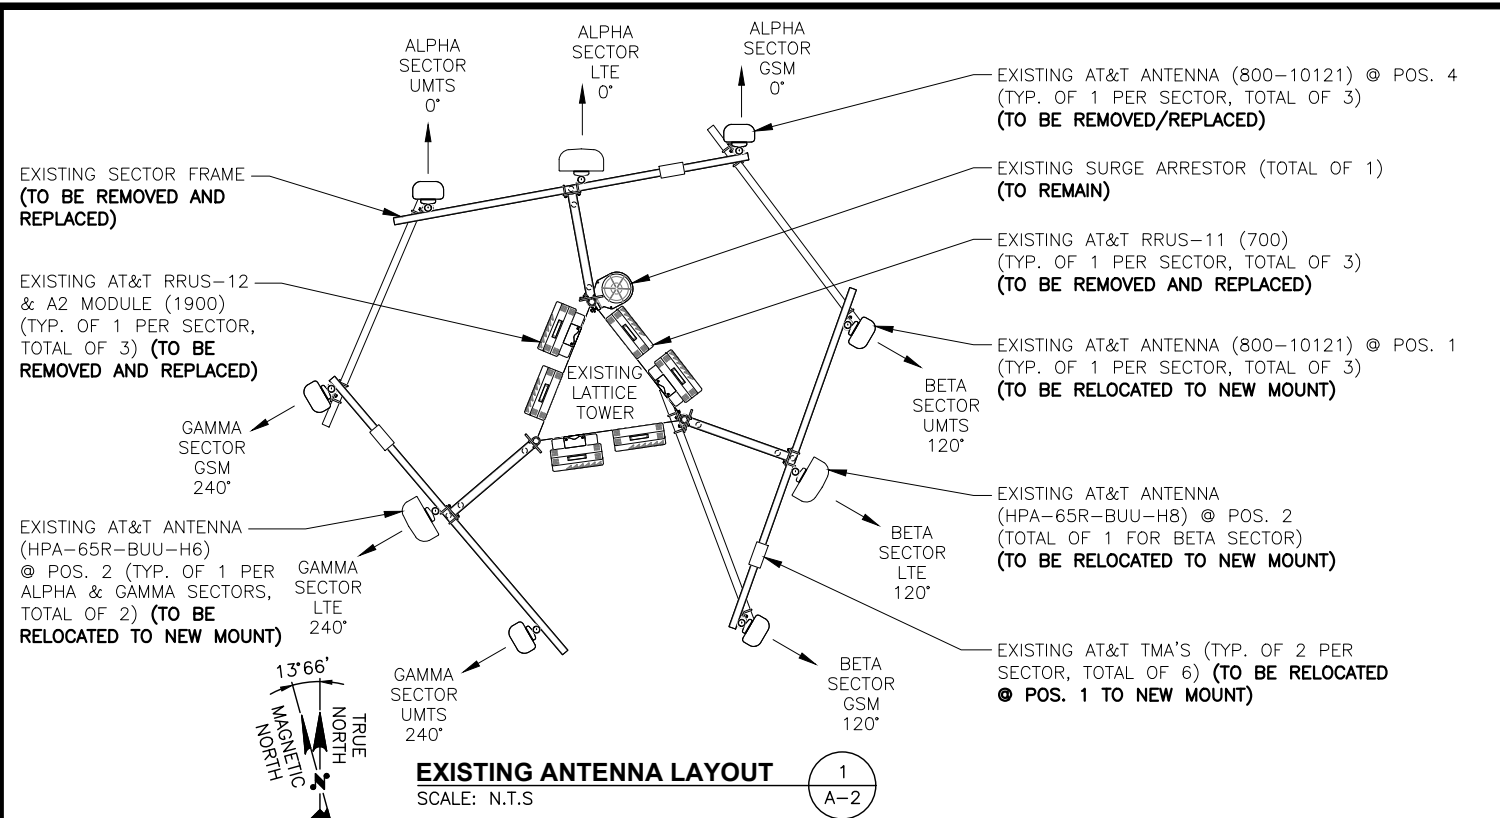 ALPHA
SECTOR
UMTS
0°
ALPHA
SECTOR
LTE
0°
ALPHA
SECTOR
GSM
0°
EXISTING AT&T ANTENNA (800-10121) @ POS. 4
(TYP. OF 1 PER SECTOR, TOTAL OF 3)
(TO BE REMOVED/REPLACED)
EXISTING SECTOR FRAME
(TO BE REMOVED AND
REPLACED)
EXISTING SURGE ARRESTOR (TOTAL OF 1)
(TO REMAIN)
EXISTING AT&T RRUS-11 (700)
(TYP. OF 1 PER SECTOR, TOTAL OF 3)
(TO BE REMOVED AND REPLACED)
EXISTING AT&T RRUS-12
& A2 MODULE (1900)
(TYP. OF 1 PER SECTOR,
TOTAL OF 3) (TO BE
REMOVED AND REPLACED)
EXISTING
LATTICE
TOWER
EXISTING AT&T ANTENNA (800-10121) @ POS. 1
(TYP. OF 1 PER SECTOR, TOTAL OF 3)
(TO BE RELOCATED TO NEW MOUNT)
BETA
SECTOR
UMTS
120°
GAMMA
SECTOR
GSM
240°
EXISTING AT&T ANTENNA
(HPA-65R-BUU-H8) @ POS. 2
(TOTAL OF 1 FOR BETA SECTOR)
(TO BE RELOCATED TO NEW MOUNT)
BETA
SECTOR
LTE
120°
EXISTING AT&T ANTENNA
(HPA-65R-BUU-H6)
@ POS. 2 (TYP. OF 1 PER
ALPHA & GAMMA SECTORS,
TOTAL OF 2) (TO BE
RELOCATED TO NEW MOUNT)
GAMMA
SECTOR
LTE
240°
EXISTING AT&T TMA'S (TYP. OF 2 PER
SECTOR, TOTAL OF 6) (TO BE RELOCATED
@ POS. 1 TO NEW MOUNT)
BETA
SECTOR
GSM
120°
GAMMA
SECTOR
UMTS
240°
13°66'
TRUE
NORTH
MAGNETIC
NORTH
N
EXISTING ANTENNA LAYOUT
SCALE: N.T.S
1
A-2